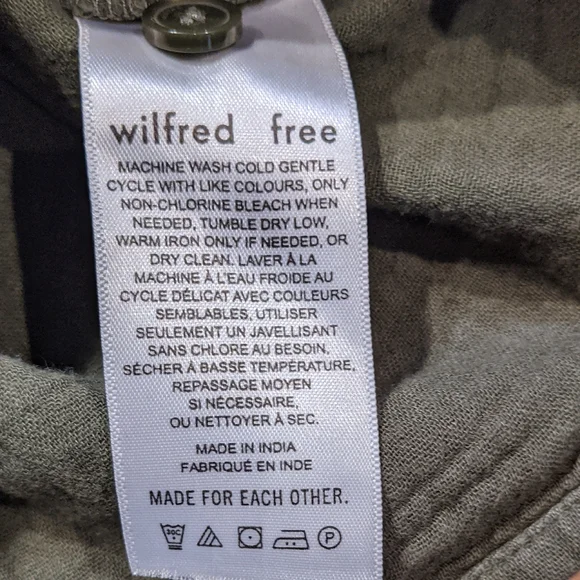 wilfred free
MACHINE WASH COLD GENTLE
CYCLE WITH LIKE COLOURS, ONLY
NON-CHLORINE BLEACH WHEN
NEEDED, TUMBLE DRY LOW,
WARM IRON ONLY IF NEEDED, OR
DRY CLEAN. LAVER À LA
MACHINE À L'EAU FROIDE AU
CYCLE DÉLICAT AVEC COULEURS
SEMBLABLES, UTILISER
SEULEMENT UN JAVELLISANT
SANS CHLORE AU BESOIN,
SÉCHER À BASSE TEMPÉRATURE,
REPASSAGE MOYEN
SI NÉCESSAIRE,
OU NETTOYER À SEC.
MADE IN INDIA
FABRIQUÉ EN INDE
MADE FOR EACH OTHER.
30C P